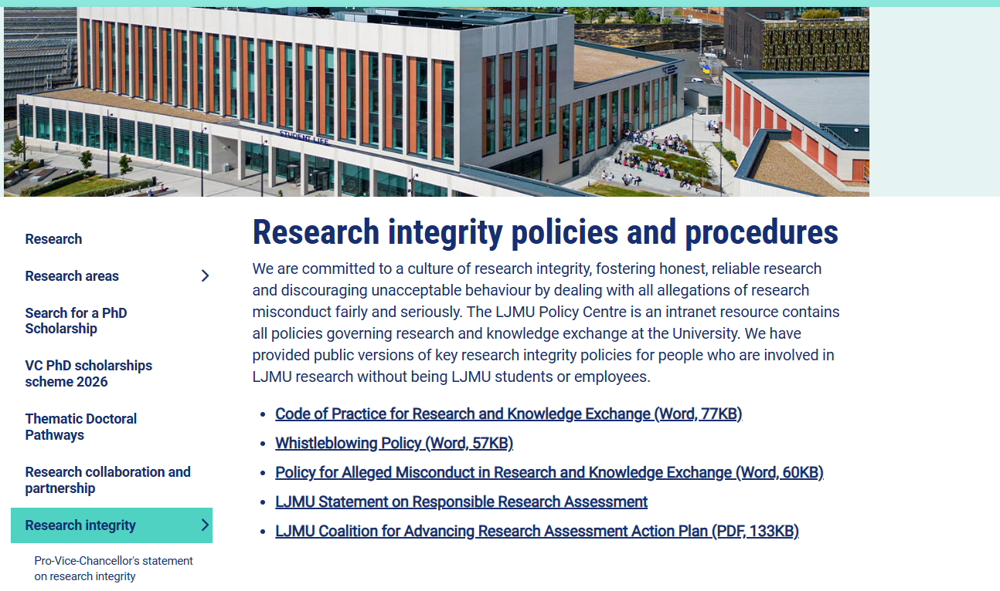 STUDENT LIFE
Research
Research areas
Search for a PhD
Scholarship
VC PhD scholarships
scheme 2026
Thematic Doctoral
Pathways
Research collaboration and
partnership
Research integrity
Pro-Vice-Chancellor's statement
on research integrity
Research integrity policies and procedures
We are committed to a culture of research integrity, fostering honest, reliable research
and discouraging unacceptable behaviour by dealing with all allegations of research
misconduct fairly and seriously. The LJMU Policy Centre is an intranet resource contains
all policies governing research and knowledge exchange at the University. We have
provided public versions of key research integrity policies for people who are involved in
LJMU research without being LJMU students or employees.
• Code of Practice for Research and Knowledge Exchange (Word, 77KB)
• Whistleblowing Policy (Word, 57KB)
• Policy for Alleged Misconduct in Research and Knowledge Exchange (Word, 60KB)
• LJMU Statement on Responsible Research Assessment
• LJMU Coalition for Advancing Research Assessment Action Plan (PDF, 133KB)